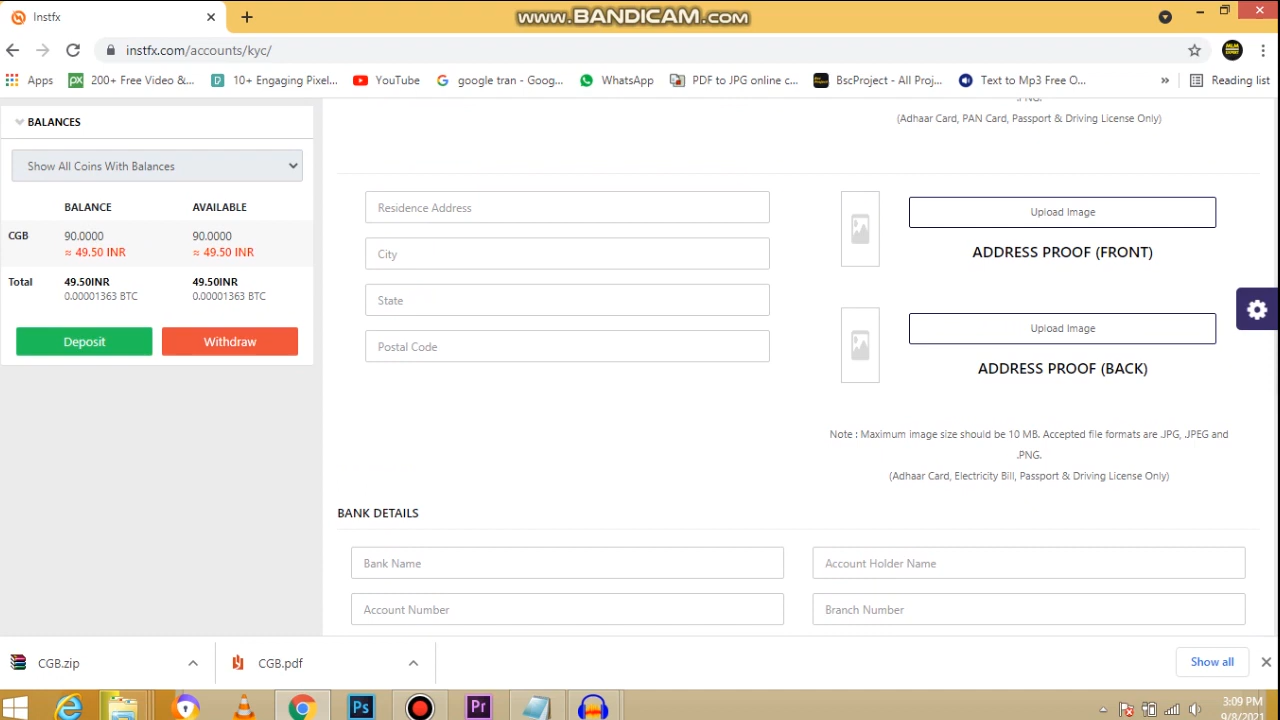 Instfx
www.BANDICAM.com
instfx.com/accounts/kyc/
Apps
200+ Free Video &...
10+ Engaging Pixel...
YouTube
google tran - Goog...
WhatsApp
PDF to JPG online c...
BscProject - All Proj...
Text to Mp3 Free O...
»
Reading list
BALANCES
Show All Coins With Balances
BALANCE AVAILABLE
CGB 90.0000 90.0000
≈ 49.50 INR ≈ 49.50 INR
Total 49.50INR 49.50INR
0.00001363 BTC 0.00001363 BTC
Deposit Withdraw
.PNG.
(Adhaar Card, PAN Card, Passport & Driving License Only)
Residence Address
City
State
Postal Code
Upload Image
ADDRESS PROOF (FRONT)
Upload Image
ADDRESS PROOF (BACK)
Note : Maximum image size should be 10 MB. Accepted file formats are .JPG, .JPEG and
.PNG.
(Adhaar Card, Electricity Bill, Passport & Driving License Only)
BANK DETAILS
Bank Name
Account Holder Name
Account Number
Branch Number
CGB.zip
CGB.pdf
Show all
Ps
Pr
3:09 PM
9/8/2021